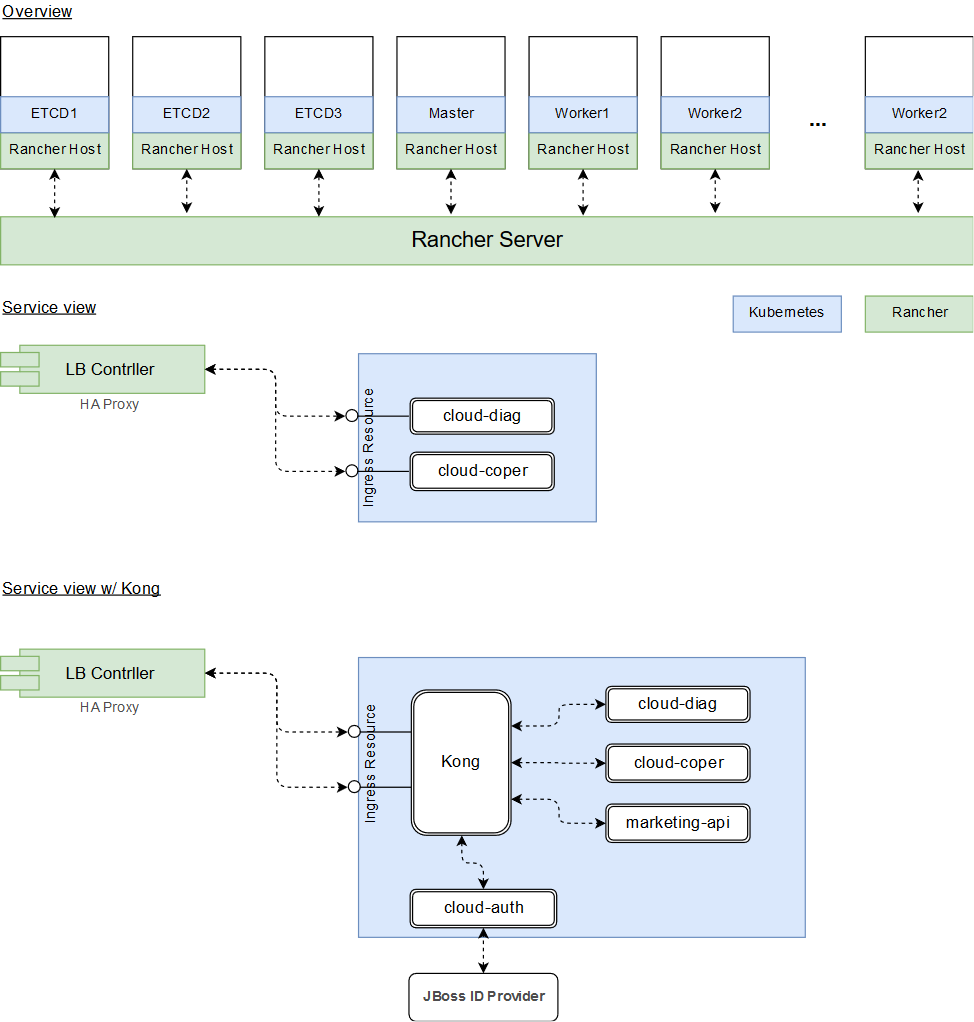 Overview
ETCD1
ETCD2
ETCD3
Master
Worker1
Worker2
...
Worker2
Rancher Host
Rancher Host
Rancher Host
Rancher Host
Rancher Host
Rancher Host
Rancher Host
Rancher Server
Service view
Kubernetes
Rancher
LB Contrller
HA Proxy
Ingress Resource
cloud-diag
cloud-coper
Service view w/ Kong
LB Contrller
HA Proxy
Ingress Resource
Kong
cloud-diag
cloud-coper
marketing-api
cloud-auth
JBoss ID Provider